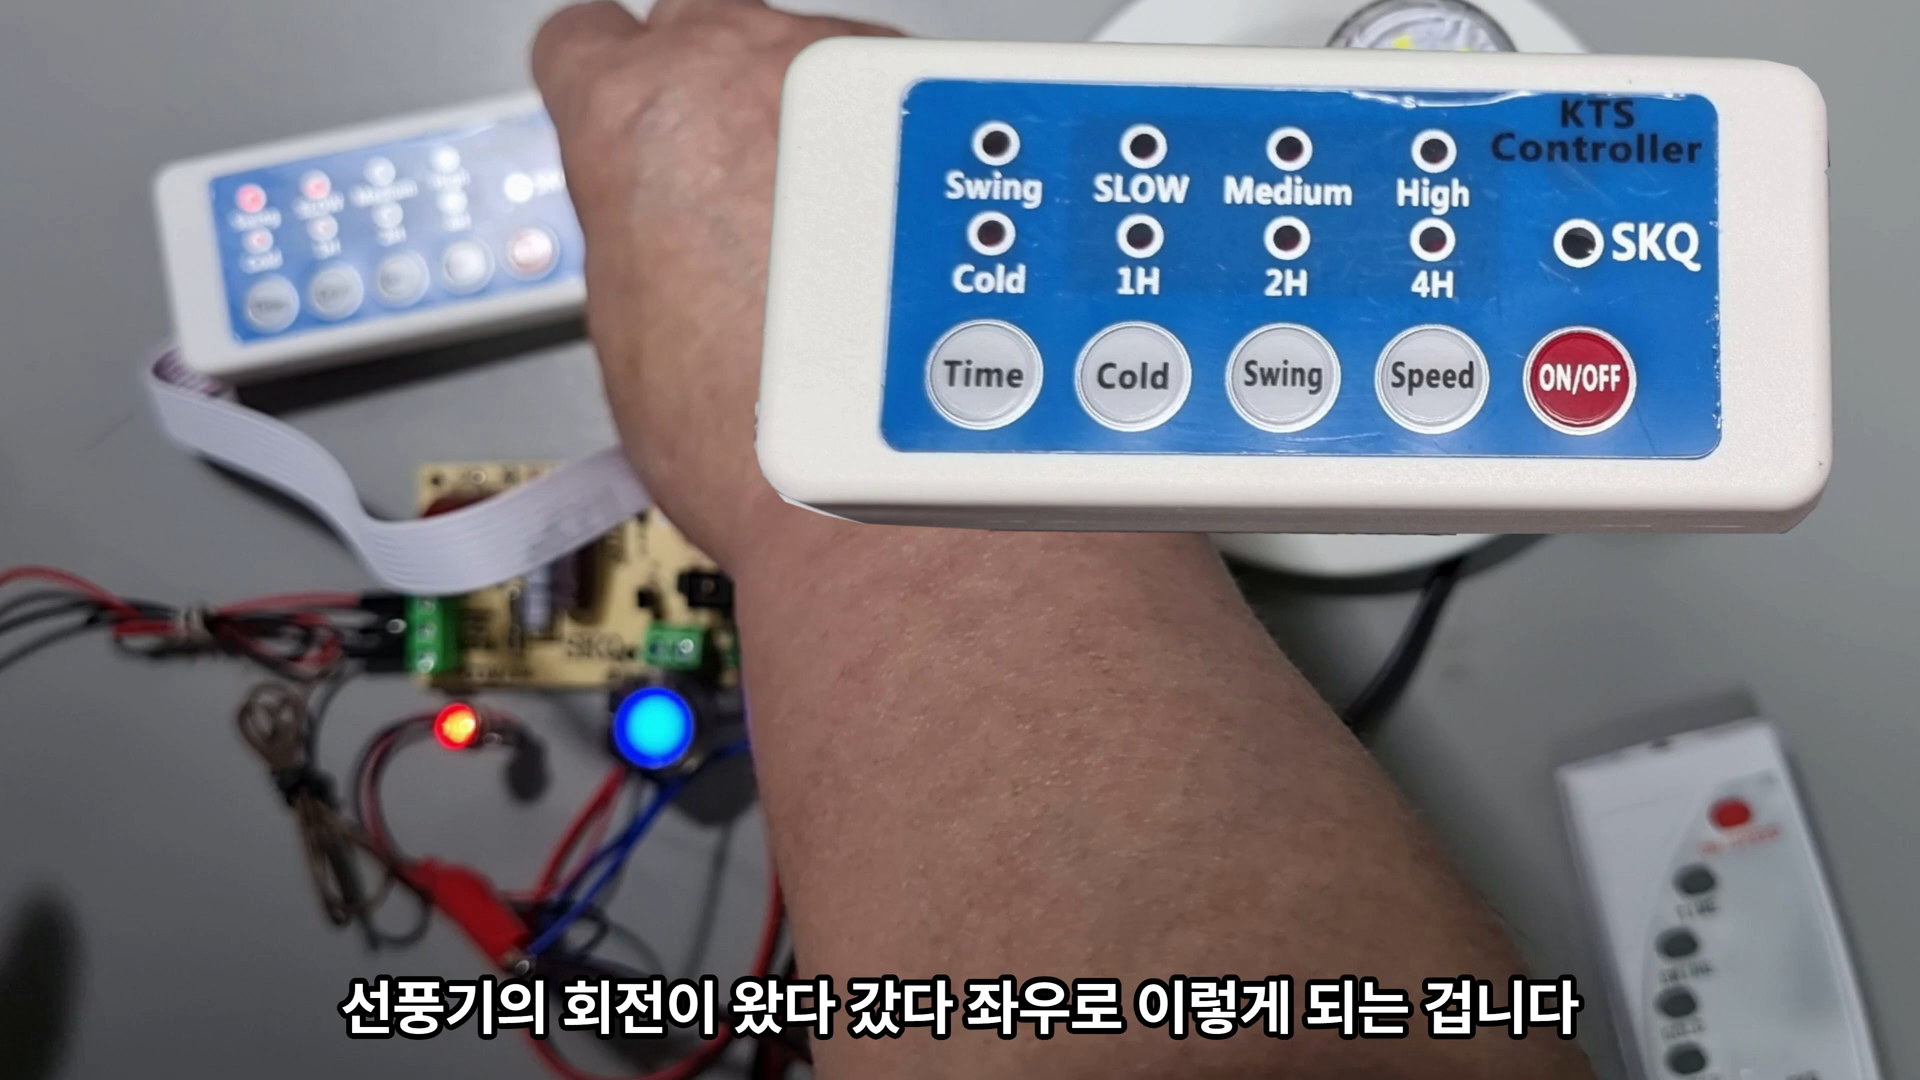 KTS
Controller
Swing SLOW Medium High
SKQ
Cold 1H 2H 4H
Time Cold Swing Speed ON/OFF
SKQ
선풍기의 회전이 왔다 갔다 좌우로 이렇게 되는 겁니다